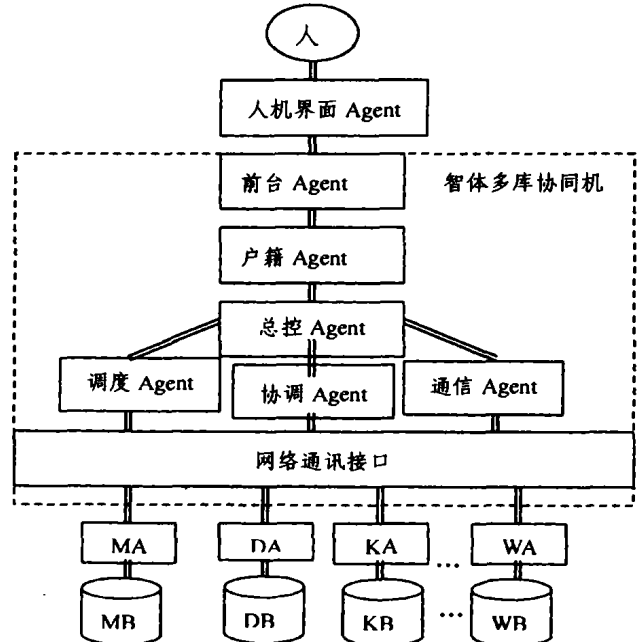 人
人机界面 Agent
前台 Agent
智体多库协同机
户籍 Agent
总控 Agent
调度 Agent
协调 Agent
通信 Agent
网络通讯接口
MA
DA
KA
...
WA
MB
DB
KB
...
WB